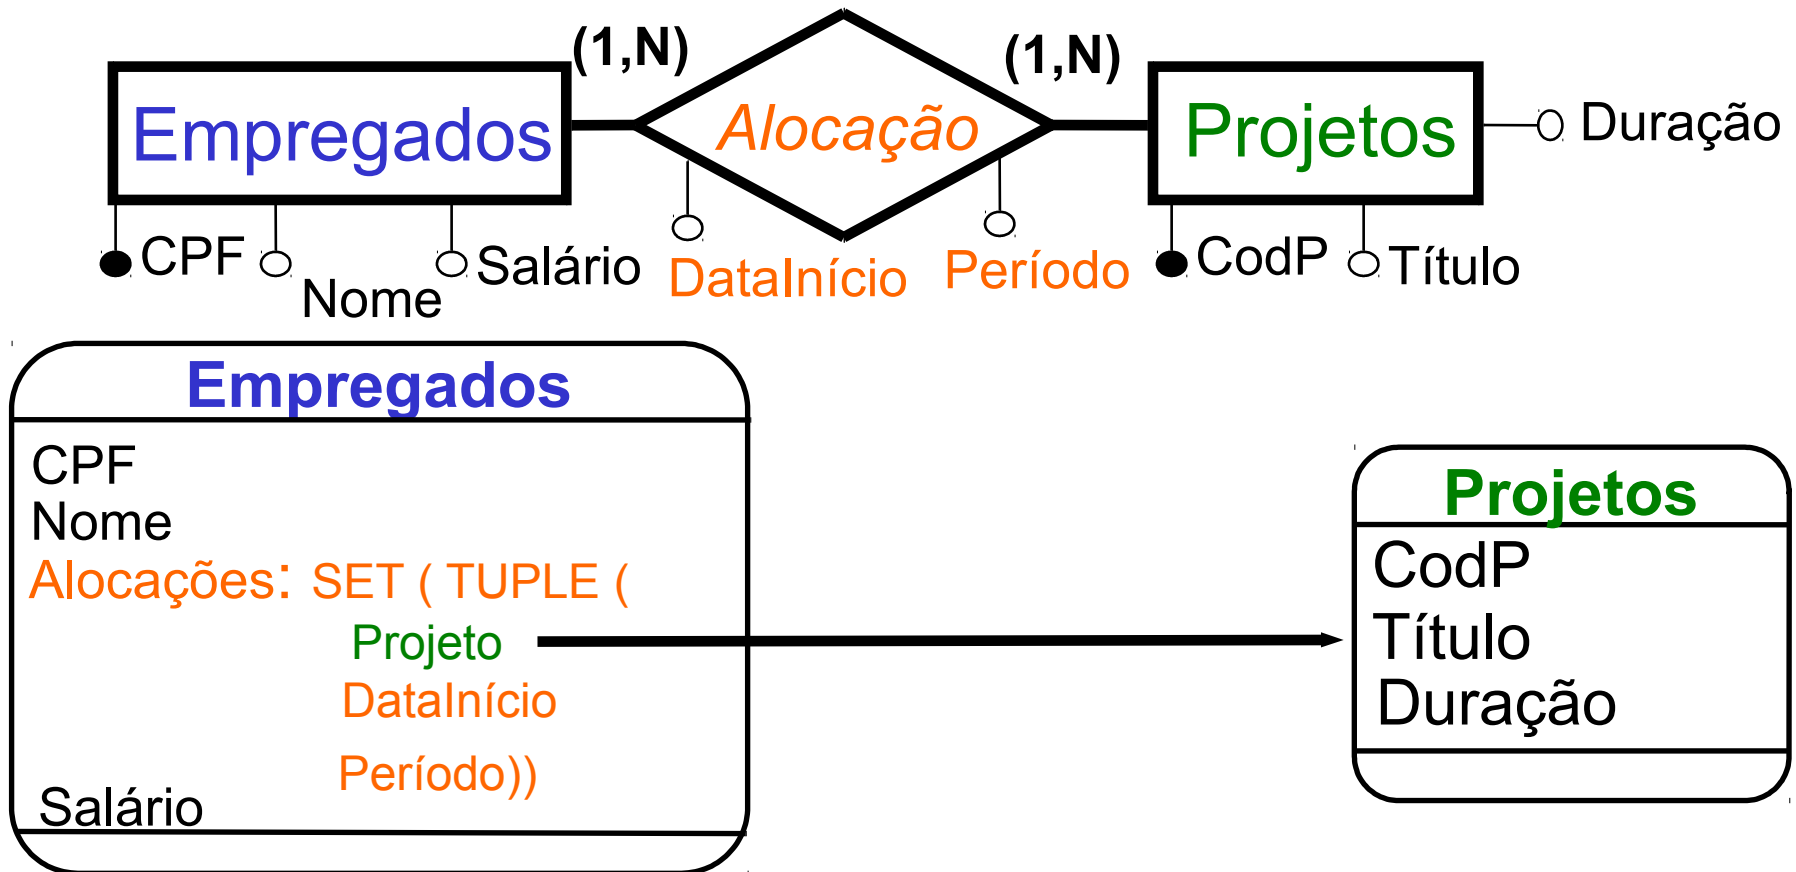 (1,N)
(1,N)
Empregados
Alocação
Projetos
Duração
CPF
Nome
Salário
DataInício
Período
CodP
Título
Empregados
CPF
Nome
Alocações: SET ( TUPLE (
Projeto
DataInício
Período))
Salário
Projetos
CodP
Título
Duração